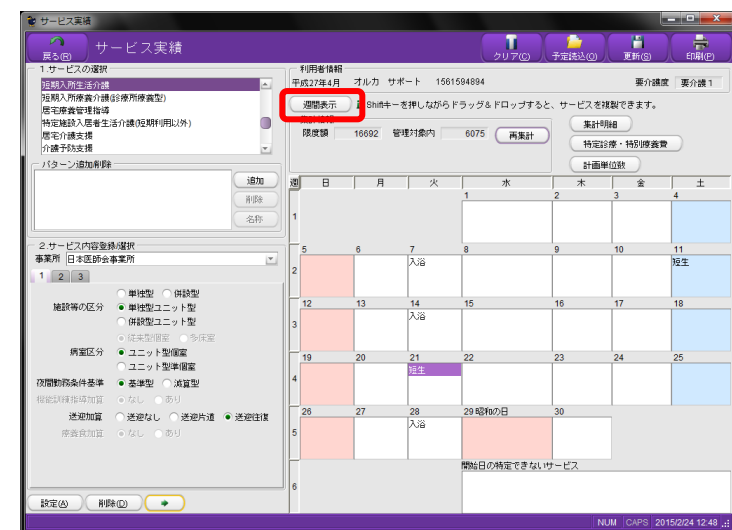 サービス実績
戻る(R)
サービス実績
クリア(C)
予定読込(O)
更新(S)
印刷(P)
1.サービスの選択
短期入所生活介護
短期入所療養介護(診療所療養型)
居宅療養管理指導
特定施設入居者生活介護(短期利用以外)
居宅介護支援
介護予防支援
パターン追加削除
追加
削除
名称
2.サービス内容登録/選択
事業所 日本医師会事業所
1 2 3
単独型 併設型
施設等の区分 単独型ユニット型
併設型ユニット型
従来型個室 多床室
病室区分 ユニット型個室
ユニット型準個室
夜間勤務条件基準 基準型 減算型
機能訓練指導加算 なし あり
送迎加算 送迎なし 送迎片道 送迎往復
療養食加算 なし あり
設定(A) 削除(D)
利用者情報
平成27年4月 オルカ サポート 1561594894 要介護度 要介護1
週間表示 Shiftキーを押しながらドラッグ&ドロップすると、サービスを複製できます。
集計情報
限度額 16692 管理対象内 6075 再集計
集計明細
特定診療・特別療養費
計画単位数
週 日 月 火 水 木 金 土
1 2 3 4
1
5 6 7 8 9 10 11
2 入浴 短生
12 13 14 15 16 17 18
3 入浴
19 20 21 22 23 24 25
4 短生
26 27 28 29 昭和の日 30
5 入浴
開始日の特定できないサービス
6
NUM CAPS 2015/2/24 12:48